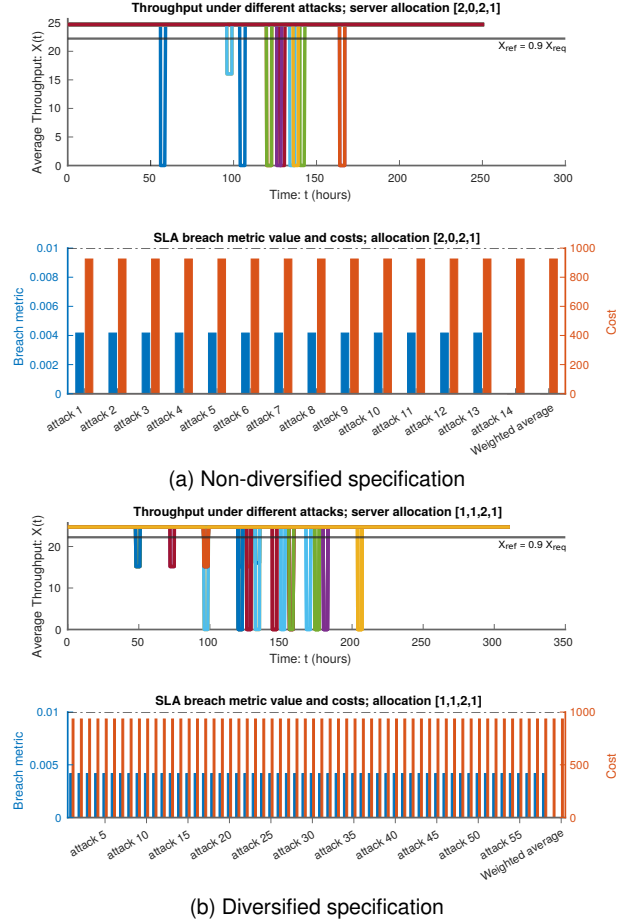 Throughput under different attacks; server allocation [2,0,2,1]
Average Throughput: X(t)
25
20
15
10
5
0
X_ref = 0.9 X_req
0 50 100 150 200 250 300
Time: t (hours)
SLA breach metric value and costs; allocation [2,0,2,1]
Breach metric
0.01
0.008
0.006
0.004
0.002
0
1000
800
600
400
200
0
Cost
attack 1 attack 2 attack 3 attack 4 attack 5 attack 6 attack 7 attack 8 attack 9 attack 10 attack 11 attack 12 attack 13 attack 14 Weighted average
(a) Non-diversified specification
Throughput under different attacks; server allocation [1,1,2,1]
Average Throughput: X(t)
20
10
0
X_ref = 0.9 X_req
0 50 100 150 200 250 300 350
Time: t (hours)
SLA breach metric value and costs; allocation [1,1,2,1]
Breach metric
0.01
0.005
0
1000
500
0
Cost
attack 5 attack 10 attack 15 attack 20 attack 25 attack 30 attack 35 attack 40 attack 45 attack 50 attack 55 Weighted average
(b) Diversified specification